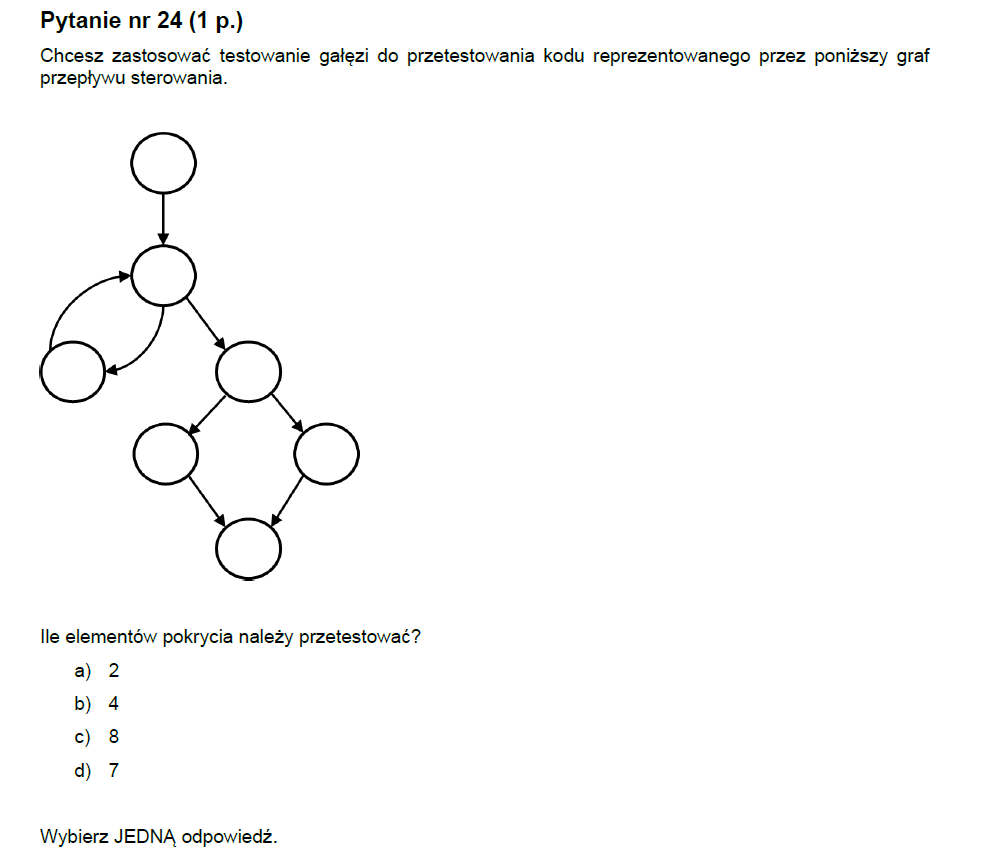 Pytanie nr 24 (1 p.)
Chcesz zastosować testowanie gałęzi do przetestowania kodu reprezentowanego przez poniższy graf
przepływu sterowania.
Ile elementów pokrycia należy przetestować?
a) 2
b) 4
c) 8
d) 7
Wybierz JEDNĄ odpowiedź.